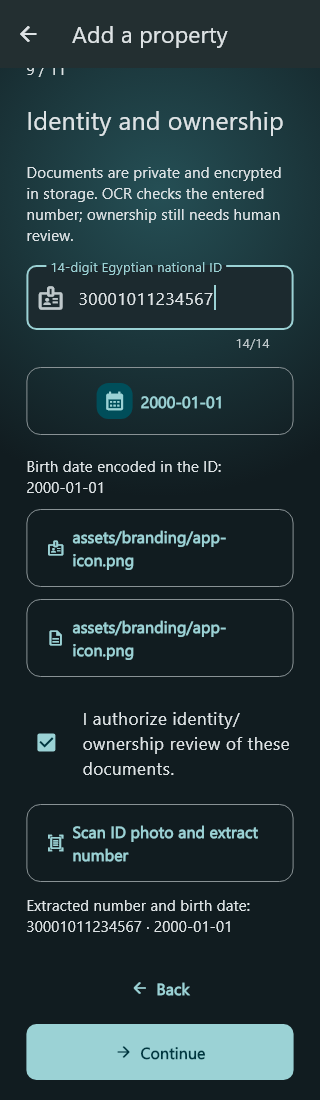 Add a property
9 / 11
Identity and ownership
Documents are private and encrypted
in storage. OCR checks the entered
number; ownership still needs human
review.
14-digit Egyptian national ID
30001011234567
14/14
2000-01-01
Birth date encoded in the ID:
2000-01-01
assets/branding/app-
icon.png
assets/branding/app-
icon.png
I authorize identity/
ownership review of these
documents.
Scan ID photo and extract
number
Extracted number and birth date:
30001011234567 · 2000-01-01
Back
Continue